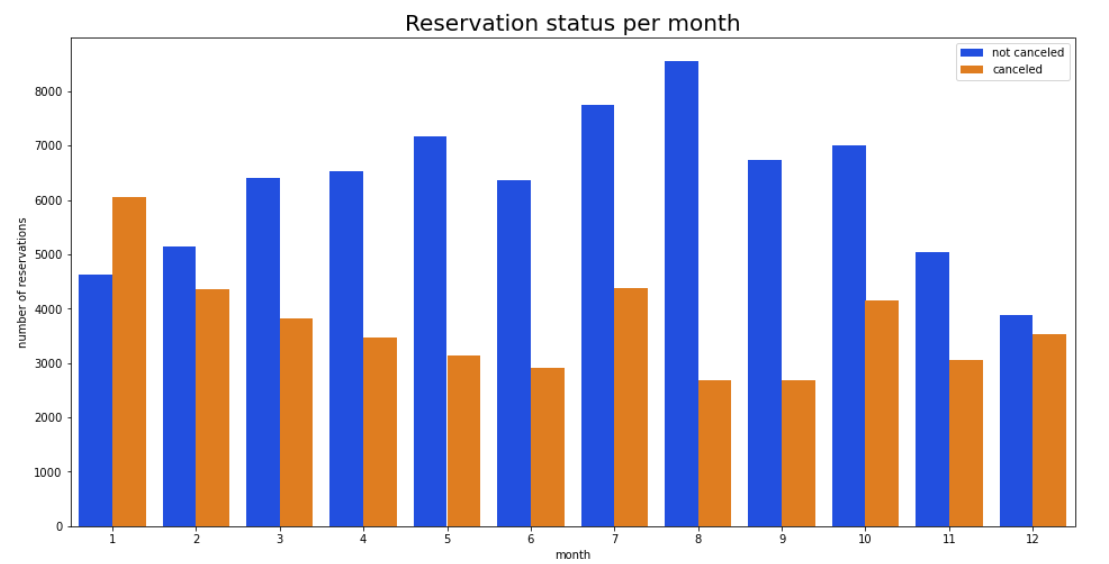 Reservation status per month
not canceled
canceled
number of reservations
8000
7000
6000
5000
4000
3000
2000
1000
0
1 2 3 4 5 6 7 8 9 10 11 12
month